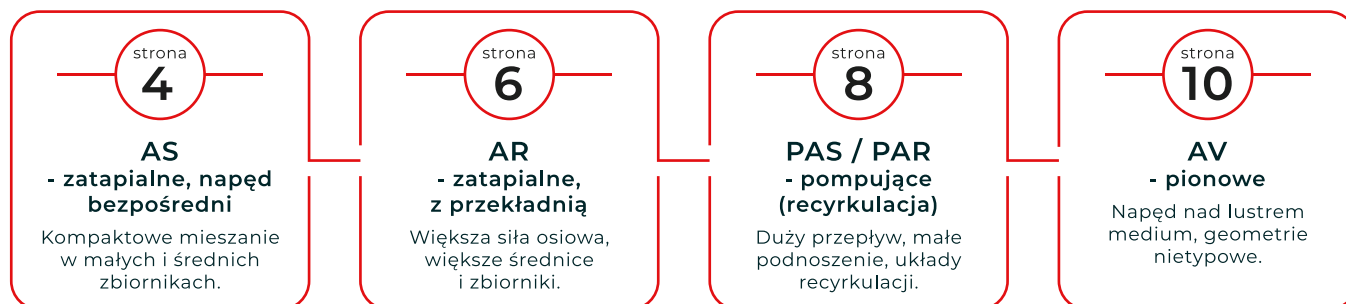 strona
4
AS
- zatapialne, napęd
bezpośredni
Kompaktowe mieszanie
w małych i średnich
zbiornikach.
strona
6
AR
- zatapialne,
z przekładnią
Większa siła osiowa,
większe średnice
i zbiorniki.
strona
8
PAS / PAR
- pompujące
(recyrkulacja)
Duży przepływ, małe
podnoszenie, układy
recyrkulacji.
strona
10
AV
- pionowe
Napęd nad lustrem
medium, geometrie
nietypowe.